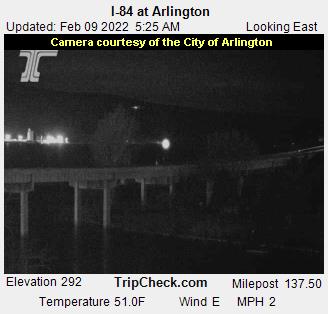 I-84 at Arlington
Updated: Feb 09 2022 5:25 AM Looking East
Camera courtesy of the City of Arlington
Elevation 292 TripCheck.com Milepost 137.50
Temperature 51.0F Wind E MPH 2